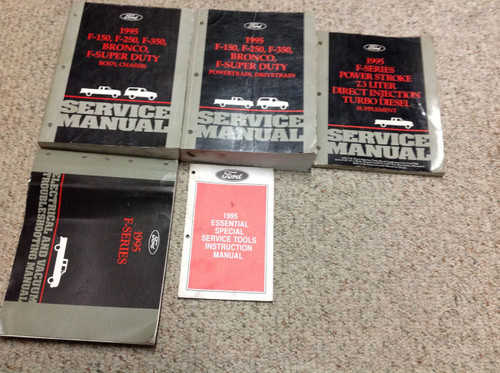 Ford
1995
F-150, F-250, F-350,
BRONCO,
F-SUPER DUTY
BODY, CHASSIS
SERVICE
MANUAL
Ford
1995
F-150, F-250, F-350,
BRONCO,
F-SUPER DUTY
POWERTRAIN, DRIVETRAIN
SERVICE
MANUAL
Ford
1995
F-SERIES
POWER STROKE
7.3 LITER
DIRECT INJECTION
TURBO DIESEL
SUPPLEMENT
SERVICE
MANUAL
Ford
1995
F-SERIES
ELECTRICAL AND VACUUM
TROUBLESHOOTING
MANUAL
Ford
1995
ESSENTIAL
SPECIAL
SERVICE TOOLS
INSTRUCTION
MANUAL